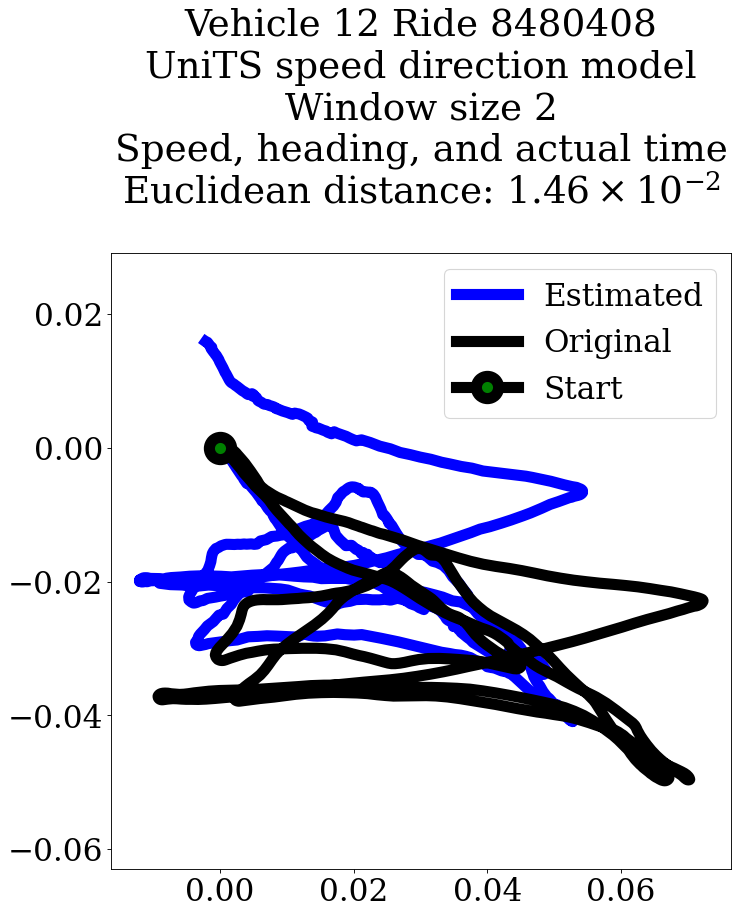 Vehicle 12 Ride 8480408
UniTS speed direction model
Window size 2
Speed, heading, and actual time
Euclidean distance: 1.46 × 10⁻²
Estimated
Original
Start
0.02
0.00
−0.02
−0.04
−0.06
0.00 0.02 0.04 0.06